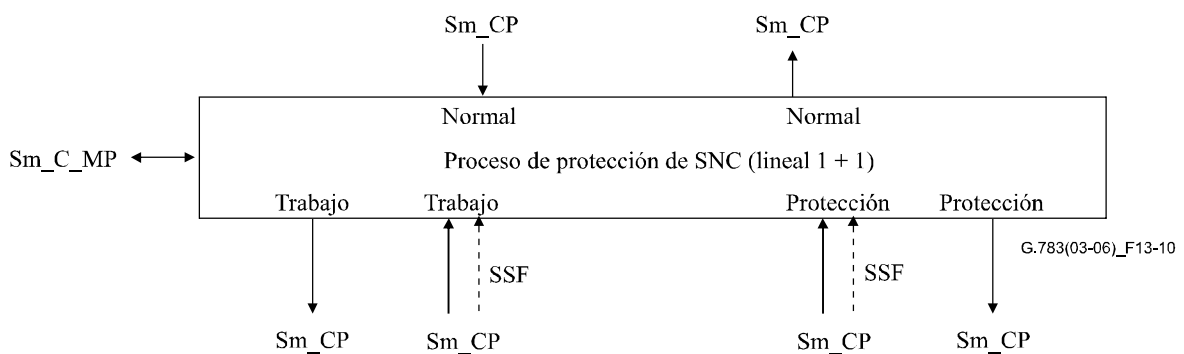 Sm_CP Sm_CP
Normal Normal
Sm_C_MP Proceso de protección de SNC (lineal 1 + 1)
Trabajo Trabajo Protección Protección
G.783(03-06)_F13-10
SSF SSF
Sm_CP Sm_CP Sm_CP Sm_CP